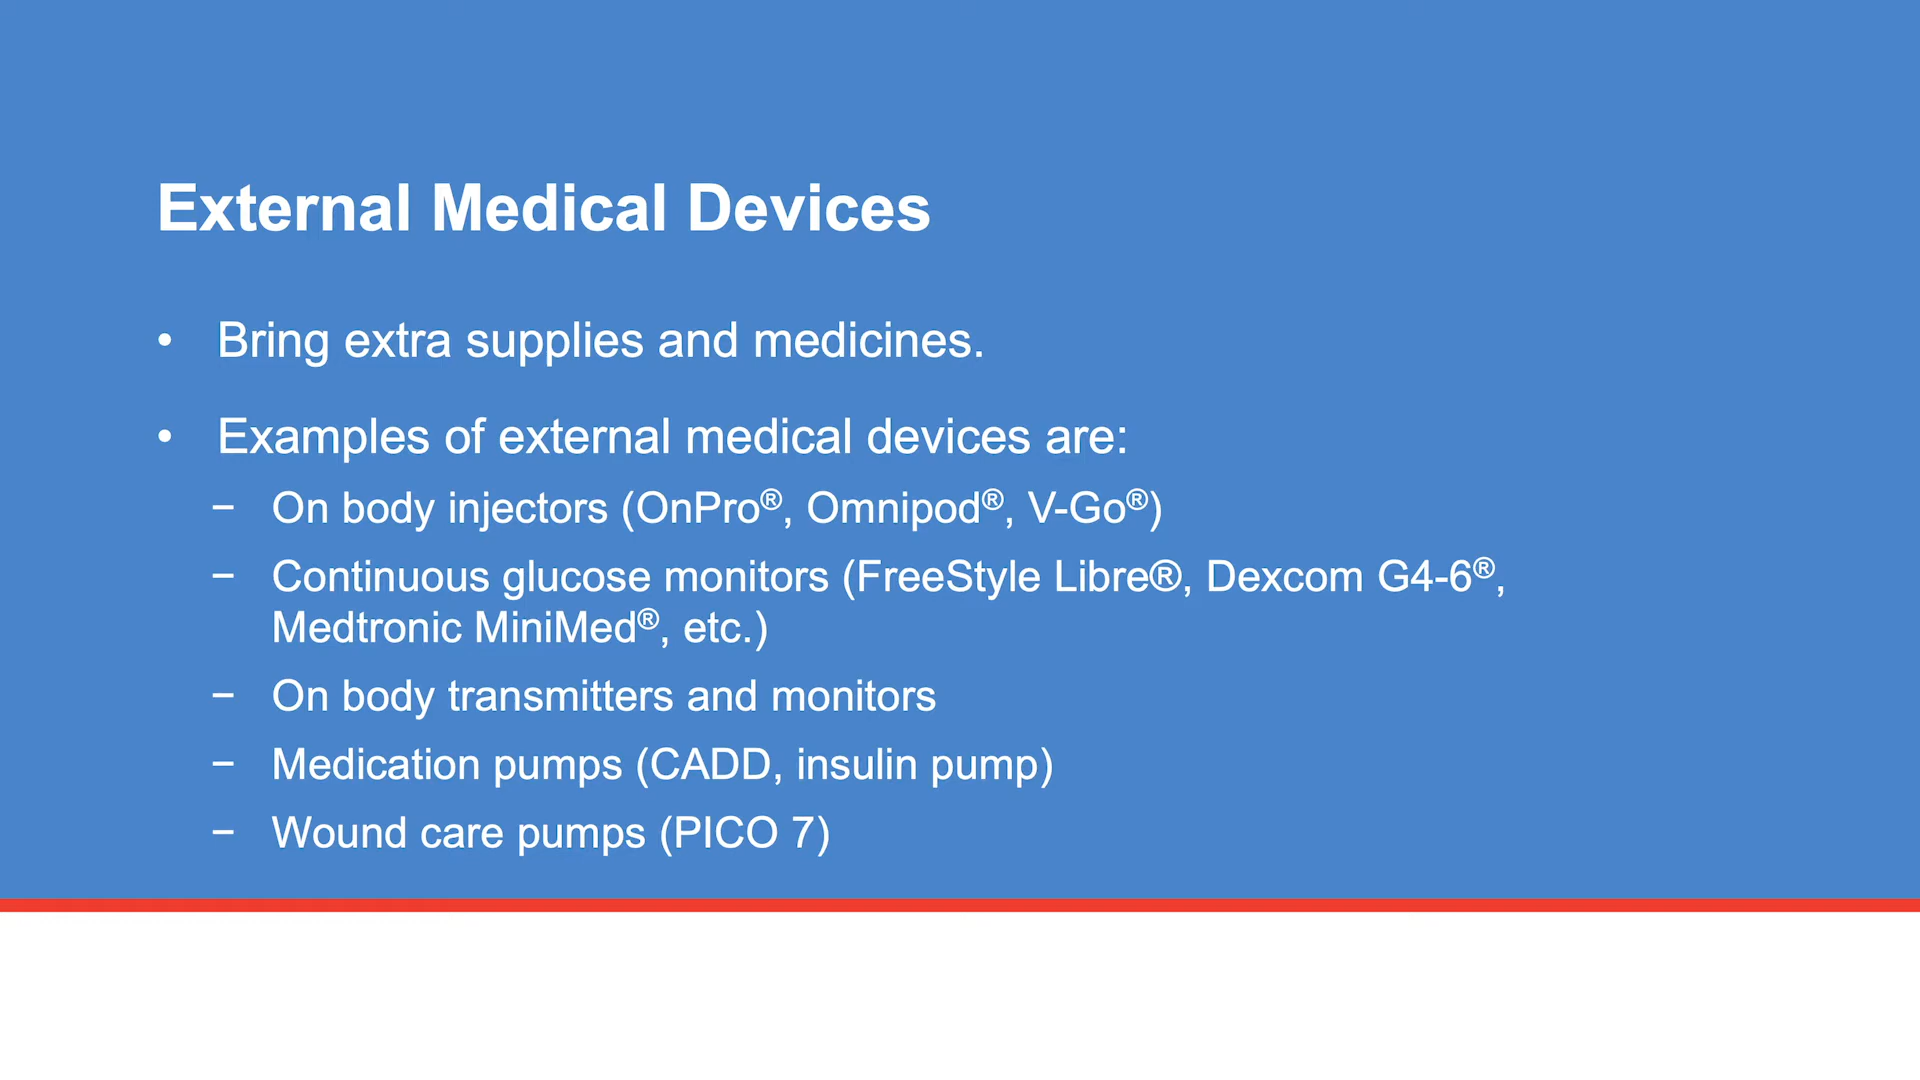 External Medical Devices
• Bring extra supplies and medicines.
• Examples of external medical devices are:
− On body injectors (OnPro®, Omnipod®, V-Go®)
− Continuous glucose monitors (FreeStyle Libre®, Dexcom G4-6®,
Medtronic MiniMed®, etc.)
− On body transmitters and monitors
− Medication pumps (CADD, insulin pump)
− Wound care pumps (PICO 7)